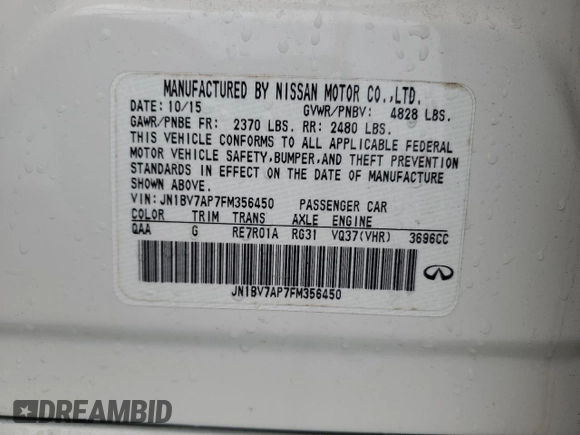 MANUFACTURED BY NISSAN MOTOR CO.,LTD.
DATE: 10/15 GVWR/PNBV: 4828 LBS.
GAWR/PNBE FR: 2370 LBS. RR: 2480 LBS.
THIS VEHICLE CONFORMS TO ALL APPLICABLE FEDERAL
MOTOR VEHICLE SAFETY,BUMPER,AND THEFT PREVENTION
STANDARDS IN EFFECT ON THE DATE OF MANUFACTURE
SHOWN ABOVE.
VIN: JN1BV7AP7FM356450 PASSENGER CAR
COLOR TRIM TRANS AXLE ENGINE
QAA G RE7R01A RG31 VQ37(VHR) 3696CC
JN1BV7AP7FM356450
DREAMBID